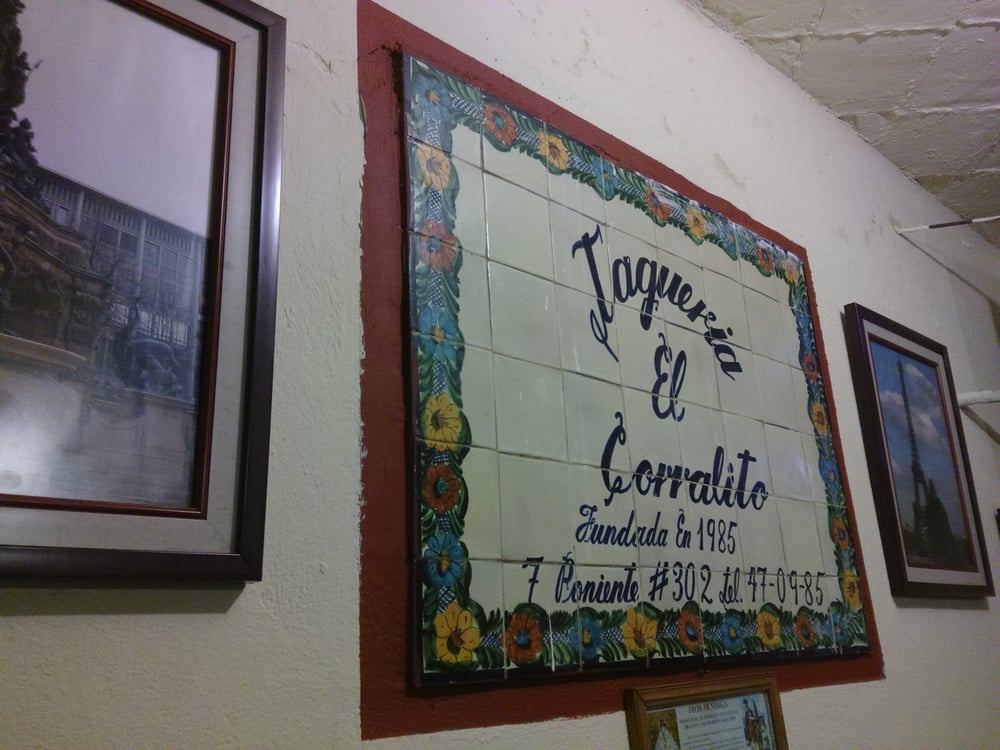 Taqueria
El
Corralito
Fundada En 1985
7 Poniente #302 tel. 47-09-85
DIOS BENDIGA